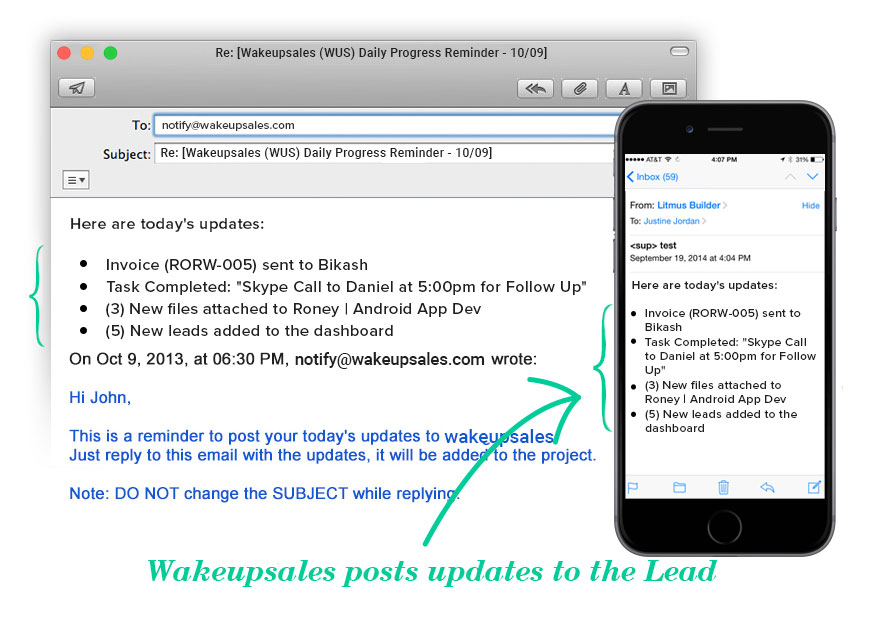 Re: [Wakeupsales (WUS) Daily Progress Reminder - 10/09]
A
To: notify@wakeupsales.com
Subject: Re: [Wakeupsales (WUS) Daily Progress Reminder - 10/09]
Here are today's updates:
• Invoice (RORW-005) sent to Bikash
• Task Completed: "Skype Call to Daniel at 5:00pm for Follow Up"
• (3) New files attached to Roney | Android App Dev
• (5) New leads added to the dashboard
On Oct 9, 2013, at 06:30 PM, notify@wakeupsales.com wrote:
Hi John,
This is a reminder to post your today's updates to wakeupsales.
Just reply to this email with the updates, it will be added to the project.
Note: DO NOT change the SUBJECT while replying.
AT&T 4:07 PM 31%
Inbox (59)
From: Litmus Builder Hide
To: Justine Jordan
<sup> test
September 19, 2014 at 4:04 PM
Here are today's updates:
• Invoice (RORW-005) sent to
Bikash
• Task Completed: "Skype Call
to Daniel at 5:00pm for Follow
Up"
• (3) New files attached to
Roney | Android App Dev
• (5) New leads added to the
dashboard
Wakeupsales posts updates to the Lead